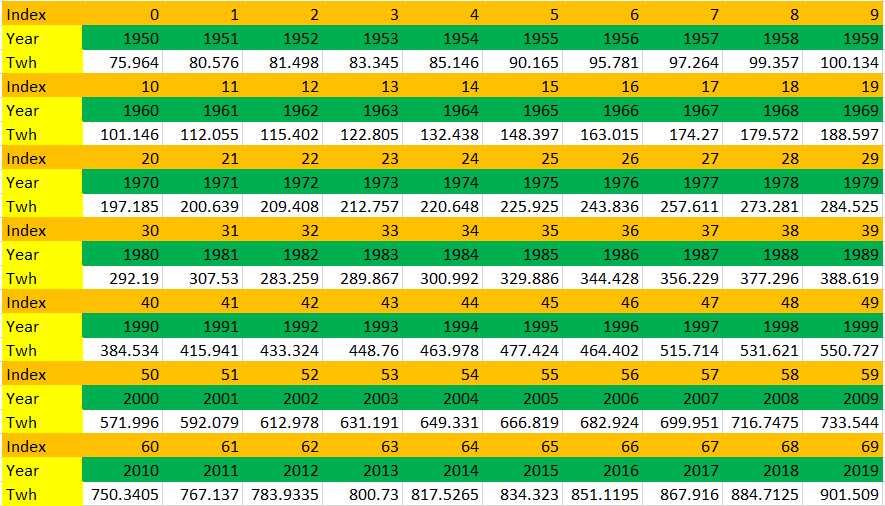 Index 0 1 2 3 4 5 6 7 8 9
Year 1950 1951 1952 1953 1954 1955 1956 1957 1958 1959
Twh 75.964 80.576 81.498 83.345 85.146 90.165 95.781 97.264 99.357 100.134
Index 10 11 12 13 14 15 16 17 18 19
Year 1960 1961 1962 1963 1964 1965 1966 1967 1968 1969
Twh 101.146 112.055 115.402 122.805 132.438 148.397 163.015 174.27 179.572 188.597
Index 20 21 22 23 24 25 26 27 28 29
Year 1970 1971 1972 1973 1974 1975 1976 1977 1978 1979
Twh 197.185 200.639 209.408 212.757 220.648 225.925 243.836 257.611 273.281 284.525
Index 30 31 32 33 34 35 36 37 38 39
Year 1980 1981 1982 1983 1984 1985 1986 1987 1988 1989
Twh 292.19 307.53 283.259 289.867 300.992 329.886 344.428 356.229 377.296 388.619
Index 40 41 42 43 44 45 46 47 48 49
Year 1990 1991 1992 1993 1994 1995 1996 1997 1998 1999
Twh 384.534 415.941 433.324 448.76 463.978 477.424 464.402 515.714 531.621 550.727
Index 50 51 52 53 54 55 56 57 58 59
Year 2000 2001 2002 2003 2004 2005 2006 2007 2008 2009
Twh 571.996 592.079 612.978 631.191 649.331 666.819 682.924 699.951 716.7475 733.544
Index 60 61 62 63 64 65 66 67 68 69
Year 2010 2011 2012 2013 2014 2015 2016 2017 2018 2019
Twh 750.3405 767.137 783.9335 800.73 817.5265 834.323 851.1195 867.916 884.7125 901.509